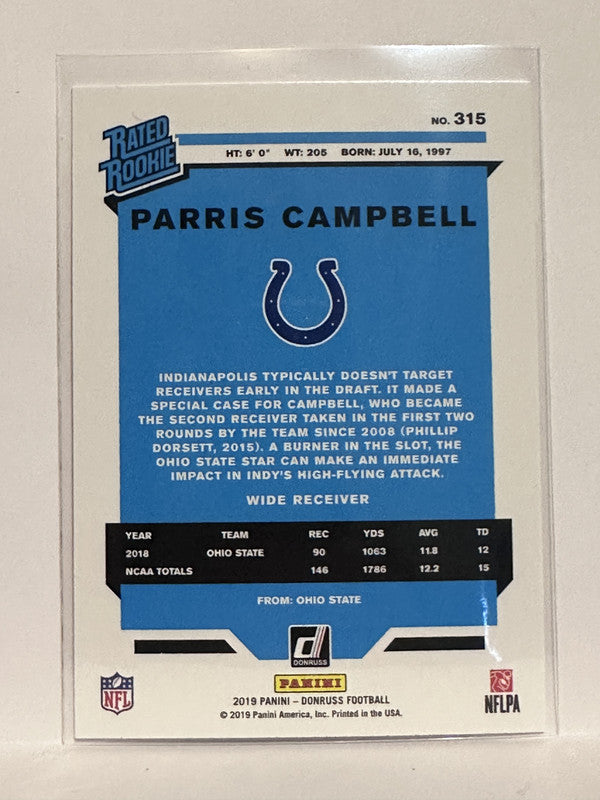 RATED
ROOKIE
NO. 315
HT: 6' 0" WT: 205 BORN: JULY 16, 1997
PARRIS CAMPBELL
INDIANAPOLIS TYPICALLY DOESN'T TARGET
RECEIVERS EARLY IN THE DRAFT. IT MADE A
SPECIAL CASE FOR CAMPBELL, WHO BECAME
THE SECOND RECEIVER TAKEN IN THE FIRST TWO
ROUNDS BY THE TEAM SINCE 2008 (PHILLIP
DORSETT, 2015). A BURNER IN THE SLOT, THE
OHIO STATE STAR CAN MAKE AN IMMEDIATE
IMPACT IN INDY'S HIGH-FLYING ATTACK.
WIDE RECEIVER
YEAR TEAM REC YDS AVG TD
2018 OHIO STATE 90 1063 11.8 12
NCAA TOTALS 146 1786 12.2 15
FROM: OHIO STATE
d
DONRUSS
PANINI
NFL
2019 PANINI – DONRUSS FOOTBALL
© 2019 Panini America, Inc. Printed in the USA.
NFLPA